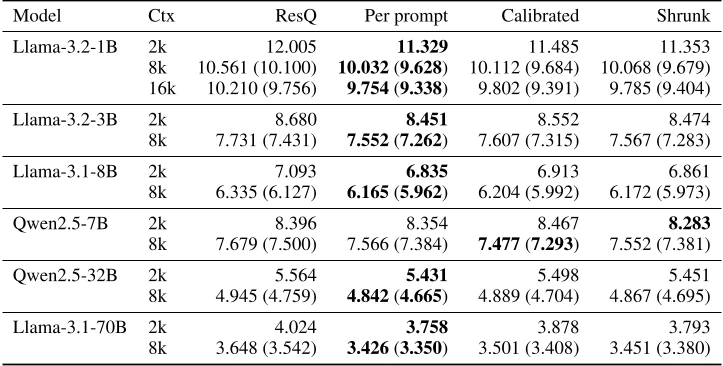 Model Ctx ResQ Per prompt Calibrated Shrunk
Llama-3.2-1B 2k 12.005 11.329 11.485 11.353
8k 10.561 (10.100) 10.032 (9.628) 10.112 (9.684) 10.068 (9.679)
16k 10.210 (9.756) 9.754 (9.338) 9.802 (9.391) 9.785 (9.404)
Llama-3.2-3B 2k 8.680 8.451 8.552 8.474
8k 7.731 (7.431) 7.552 (7.262) 7.607 (7.315) 7.567 (7.283)
Llama-3.1-8B 2k 7.093 6.835 6.913 6.861
8k 6.335 (6.127) 6.165 (5.962) 6.204 (5.992) 6.172 (5.973)
Qwen2.5-7B 2k 8.396 8.354 8.467 8.283
8k 7.679 (7.500) 7.566 (7.384) 7.477 (7.293) 7.552 (7.381)
Qwen2.5-32B 2k 5.564 5.431 5.498 5.451
8k 4.945 (4.759) 4.842 (4.665) 4.889 (4.704) 4.867 (4.695)
Llama-3.1-70B 2k 4.024 3.758 3.878 3.793
8k 3.648 (3.542) 3.426 (3.350) 3.501 (3.408) 3.451 (3.380)